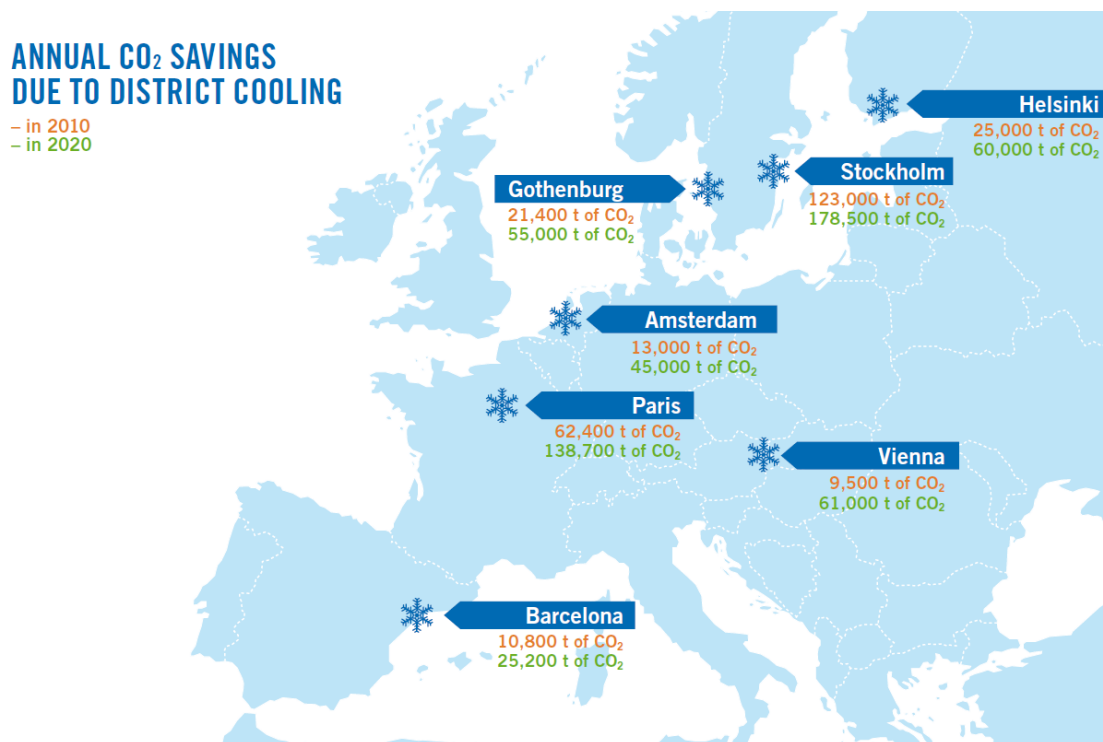 ANNUAL CO₂ SAVINGS
DUE TO DISTRICT COOLING
– in 2010
– in 2020
Helsinki
25,000 t of CO₂
60,000 t of CO₂
Stockholm
123,000 t of CO₂
178,500 t of CO₂
Gothenburg
21,400 t of CO₂
55,000 t of CO₂
Amsterdam
13,000 t of CO₂
45,000 t of CO₂
Paris
62,400 t of CO₂
138,700 t of CO₂
Vienna
9,500 t of CO₂
61,000 t of CO₂
Barcelona
10,800 t of CO₂
25,200 t of CO₂